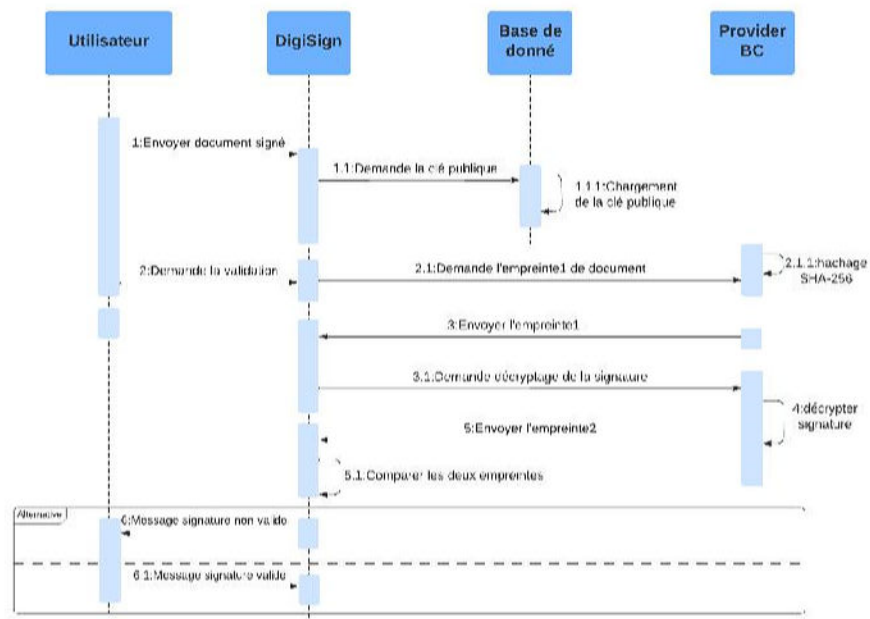 Utilisateur
DigiSign
Base de
donné
Provider
BC
1:Envoyer document signé
1.1:Demande la clé publique
1.1.1:Chargement
de la clé publique
2:Demande la validation
2.1:Demande l'empreinte1 de document
2.1.1:hachage
SHA-256
3:Envoyer l'empreinte1
3.1:Demande décryptage de la signature
4:décrypter
signature
5:Envoyer l'empreinte2
5.1:Comparer les deux empreintes
Alternative
6:Message signature non valide
6.1:Message signature valide